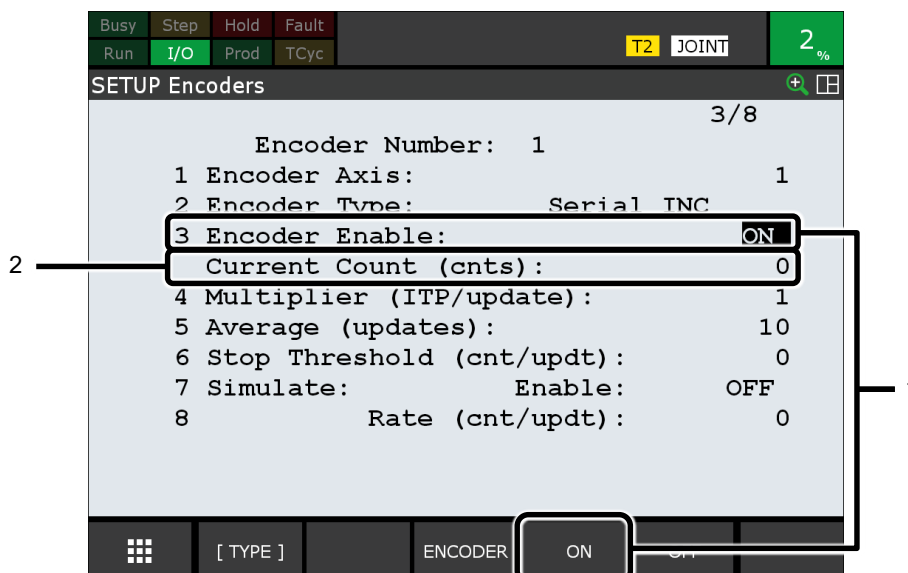 Busy Step Hold Fault
Run I/O Prod TCyc T2 JOINT 2 %
SETUP Encoders
3/8
Encoder Number: 1
1 Encoder Axis: 1
2 Encoder Type: Serial INC
3 Encoder Enable: ON
2
Current Count (cnts): 0
4 Multiplier (ITP/update): 1
5 Average (updates): 10
6 Stop Threshold (cnt/updt): 0
7 Simulate: Enable: OFF
8 Rate (cnt/updt): 0
[ TYPE ] ENCODER ON